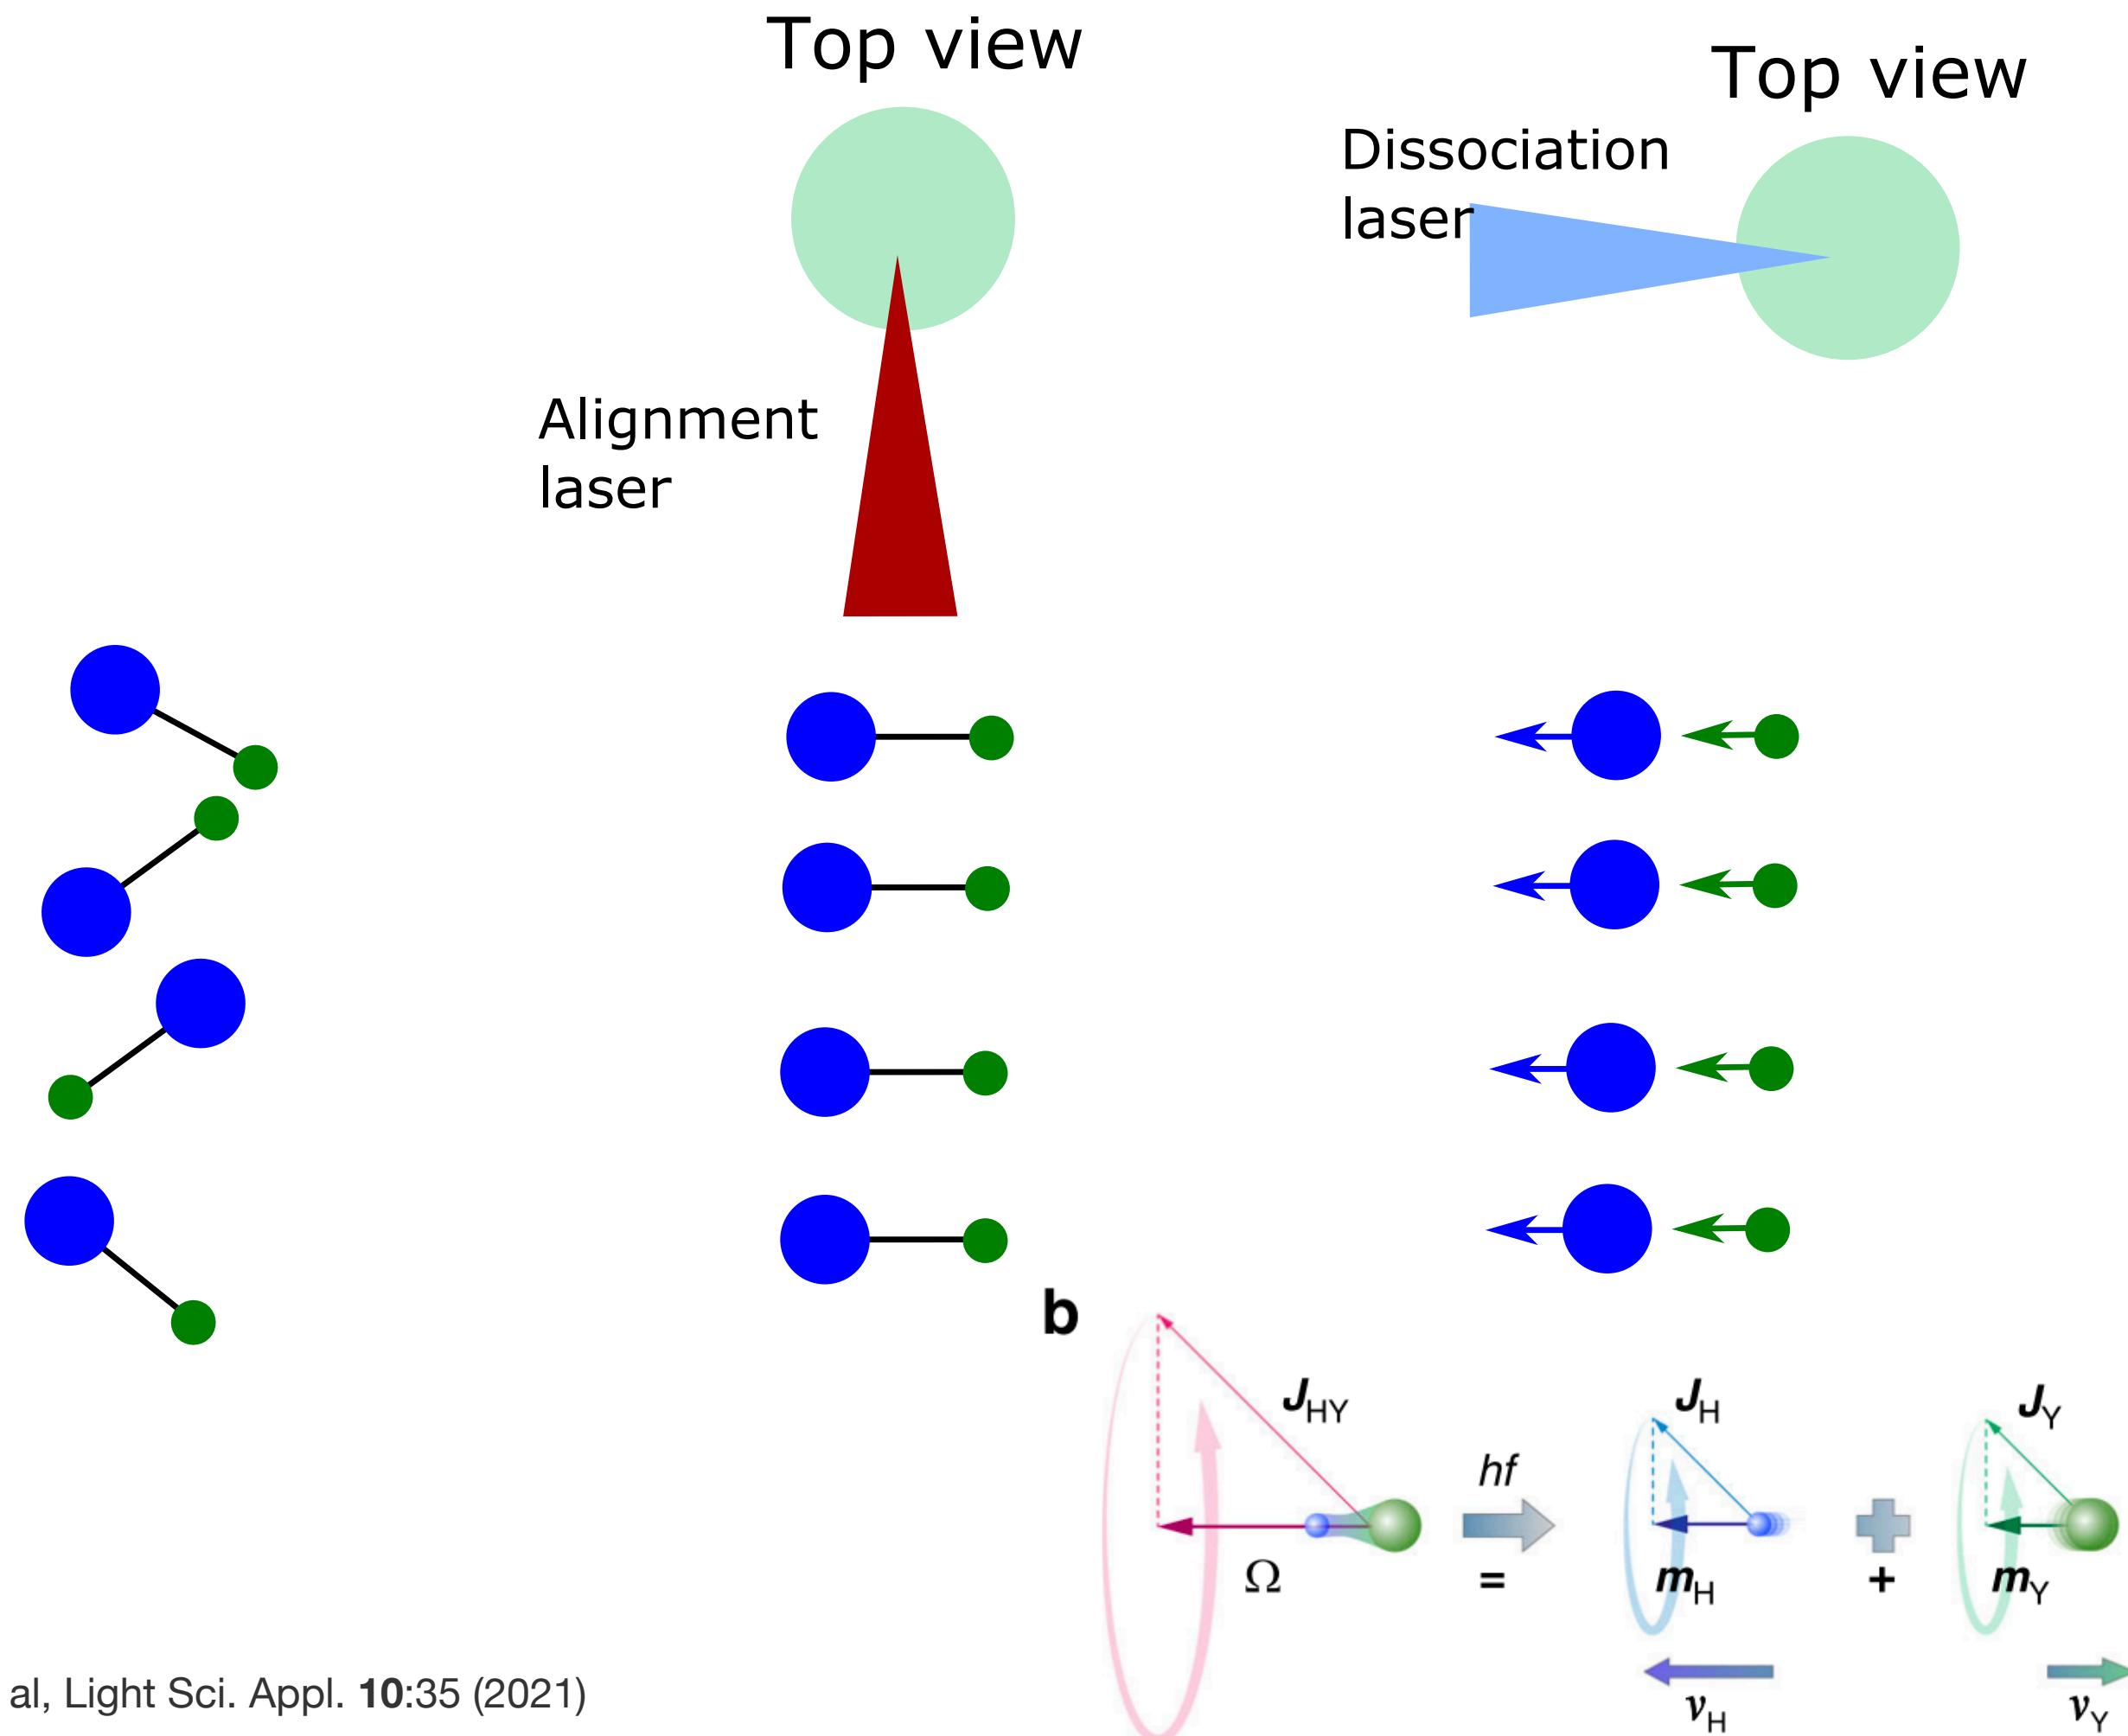 Top view
Top view
Dissociation
laser
Alignment
laser
b
J_HY
J_H
J_Y
hf
Ω
=
m_H
+
m_Y
v_H
v_Y
al, Light Sci. Appl. 10:35 (2021)